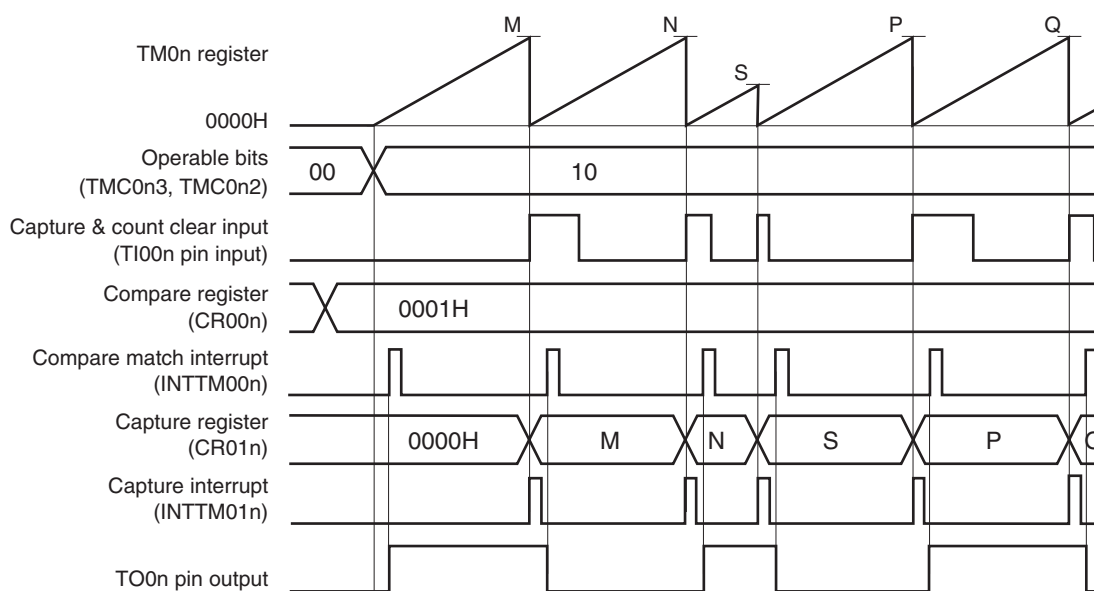 M N P Q
TM0n register
S
0000H
Operable bits
(TMC0n3, TMC0n2)
00 10
Capture & count clear input
(TI00n pin input)
Compare register
(CR00n)
0001H
Compare match interrupt
(INTTM00n)
Capture register
(CR01n)
0000H M N S P
Capture interrupt
(INTTM01n)
TO0n pin output